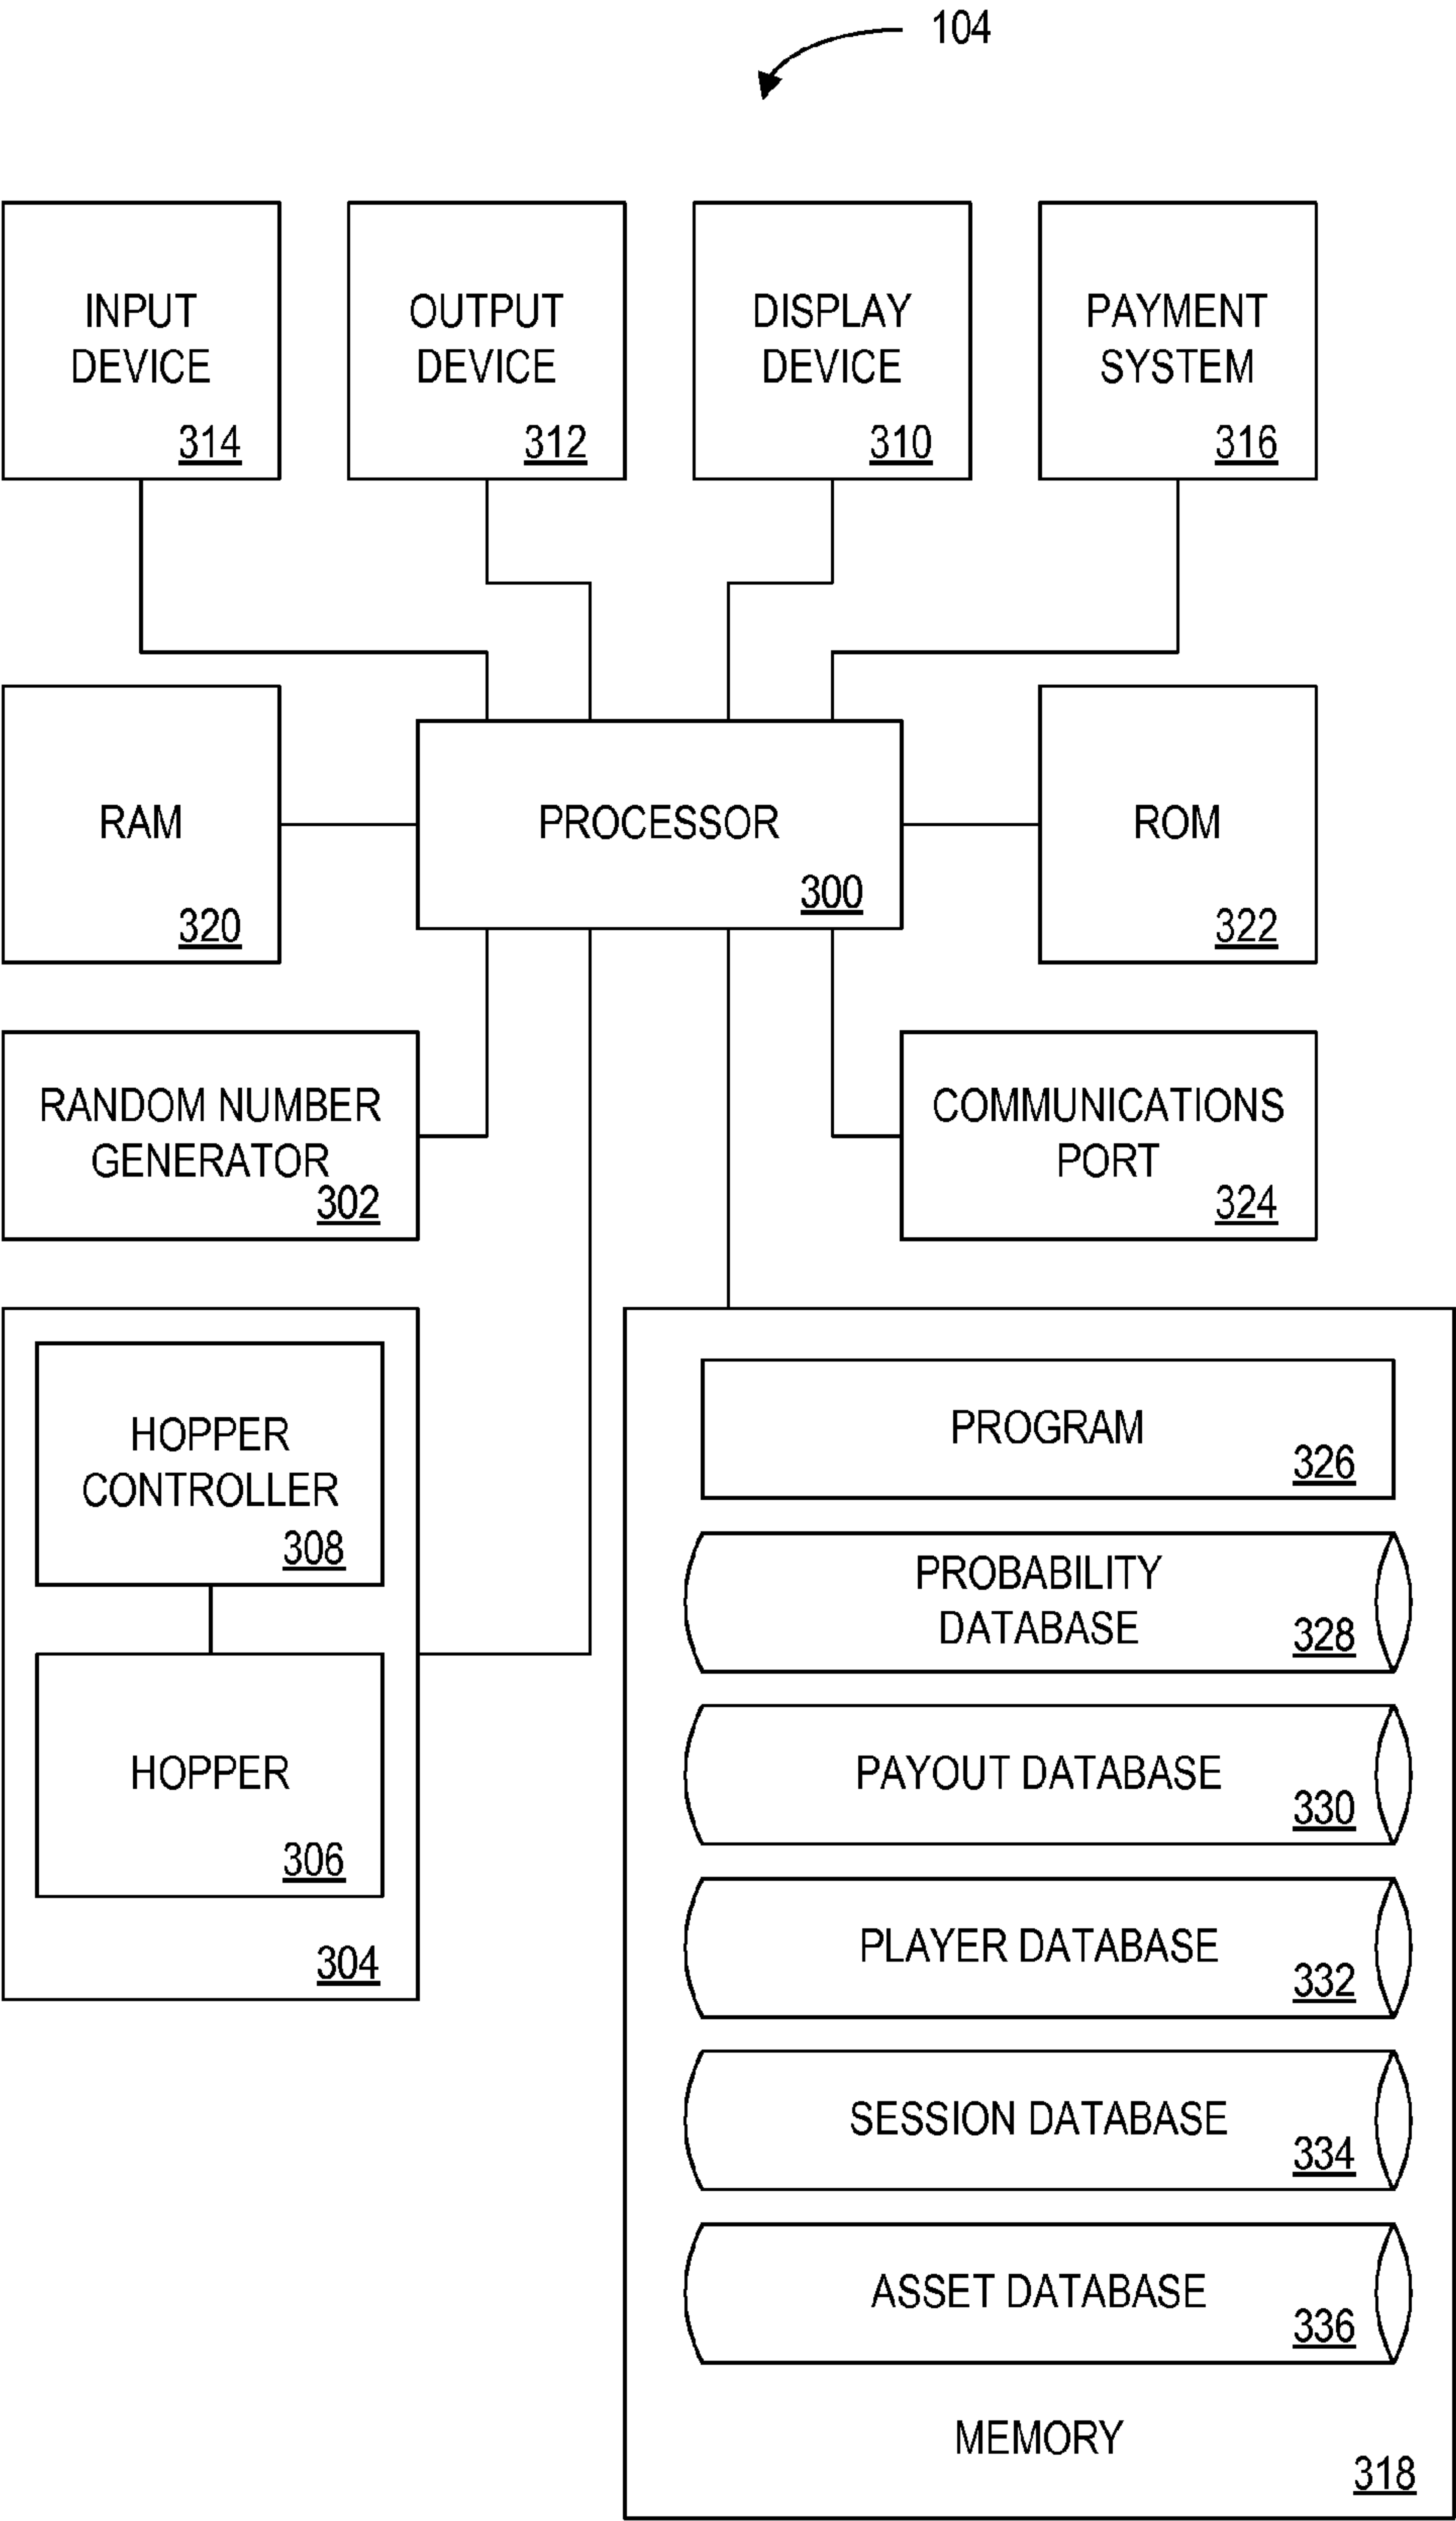 104
INPUT
DEVICE
314
OUTPUT
DEVICE
312
DISPLAY
DEVICE
310
PAYMENT
SYSTEM
316
RAM
320
PROCESSOR
300
ROM
322
RANDOM NUMBER
GENERATOR
302
COMMUNICATIONS
PORT
324
HOPPER
CONTROLLER
308
HOPPER
306
304
PROGRAM
326
PROBABILITY
DATABASE
328
PAYOUT DATABASE
330
PLAYER DATABASE
332
SESSION DATABASE
334
ASSET DATABASE
336
MEMORY
318